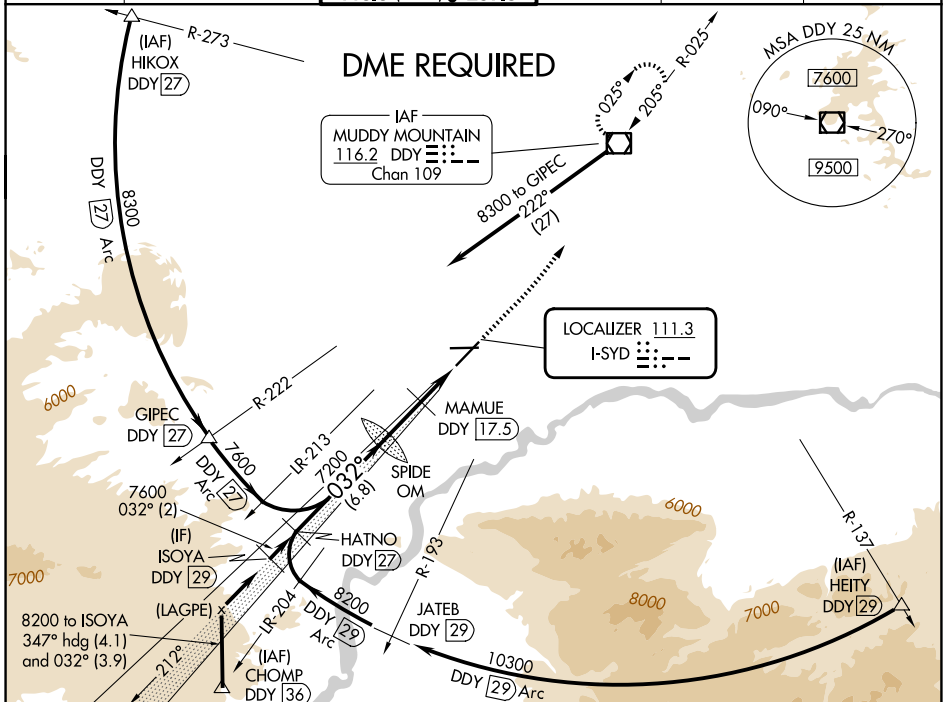 (IAF)
HIKOX
DDY 27
R-273
DME REQUIRED
R-025
025°
205°
MSA DDY 25 NM
7600
090°
270°
9500
IAF
MUDDY MOUNTAIN
116.2 DDY
Chan 109
8300 to GIPEC
222°
(27)
8300
DDY 27 Arc
LOCALIZER 111.3
I-SYD
6000
R-222
GIPEC
DDY 27
7600
DDY 27
Arc
LR-213
7200
032°
(6.8)
MAMUE
DDY 17.5
SPIDE
OM
7600
032° (2)
(IF)
ISOYA
DDY 29
HATNO
DDY 27
R-193
6000
R-137
(IAF)
HEITY
DDY 29
7000
8000
7000
(LAGPE)
8200 to ISOYA
347° hdg (4.1)
and 032° (3.9)
212°
LR-204
8200
DDY 29
Arc
JATEB
DDY 29
(IAF)
CHOMP
DDY 36
10300
DDY 29 Arc